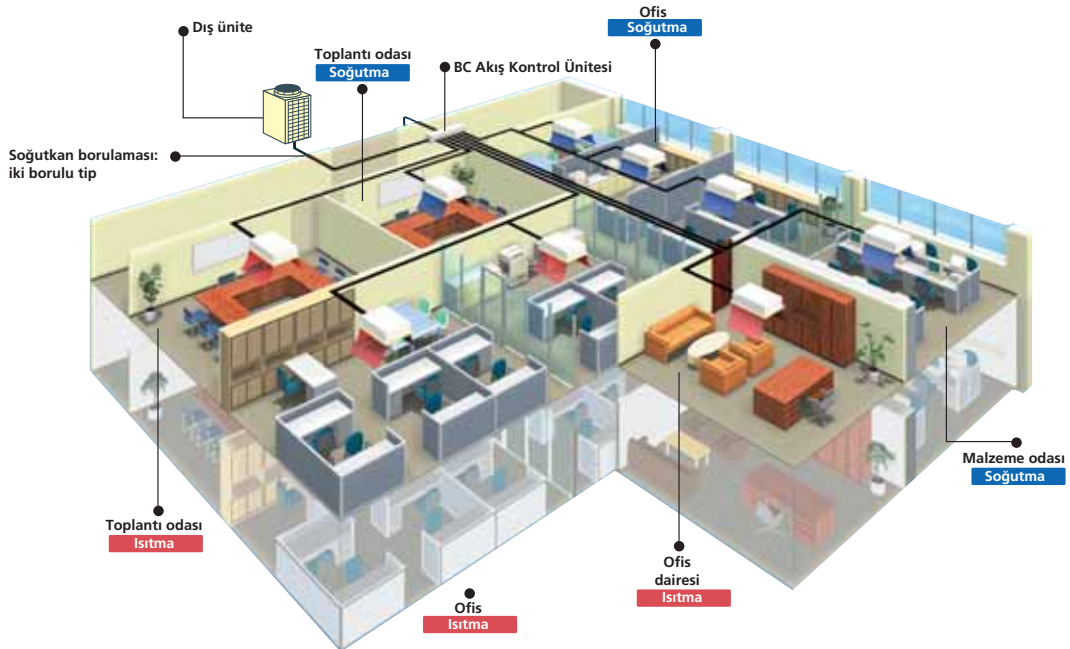 Dış ünite
Ofis
Soğutma
Toplantı odası
Soğutma
BC Akış Kontrol Ünitesi
Soğutkan borulaması:
iki borulu tip
Malzeme odası
Soğutma
Toplantı odası
Isıtma
Ofis
dairesi
Isıtma
Ofis
Isıtma